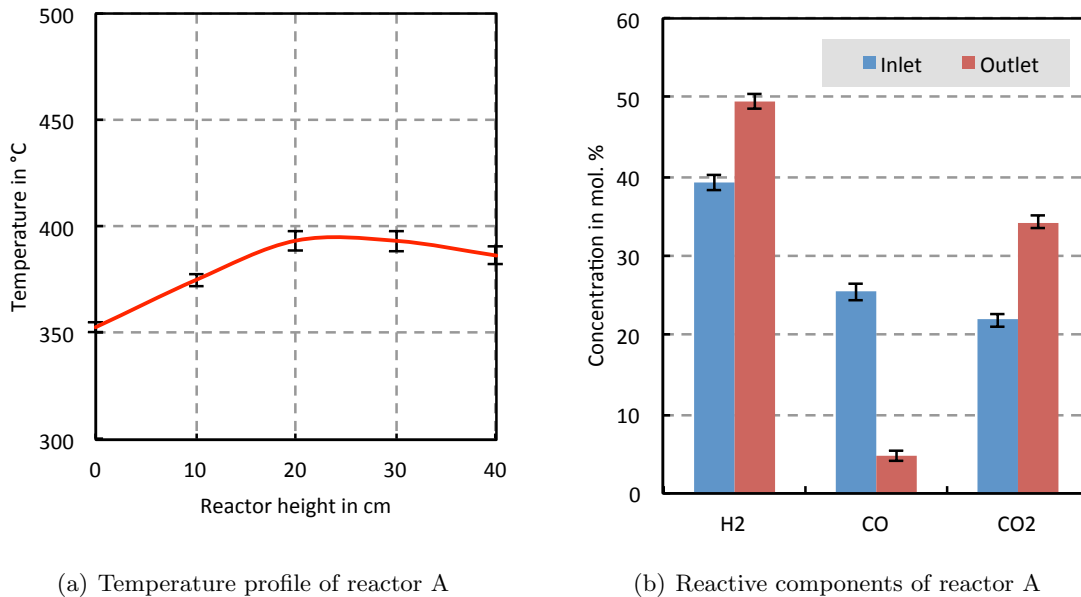 500
450
400
350
300
Temperature in °C
0 10 20 30 40
Reactor height in cm
(a) Temperature profile of reactor A
60
50
40
30
20
10
0
Concentration in mol. %
Inlet Outlet
H2 CO CO2
(b) Reactive components of reactor A